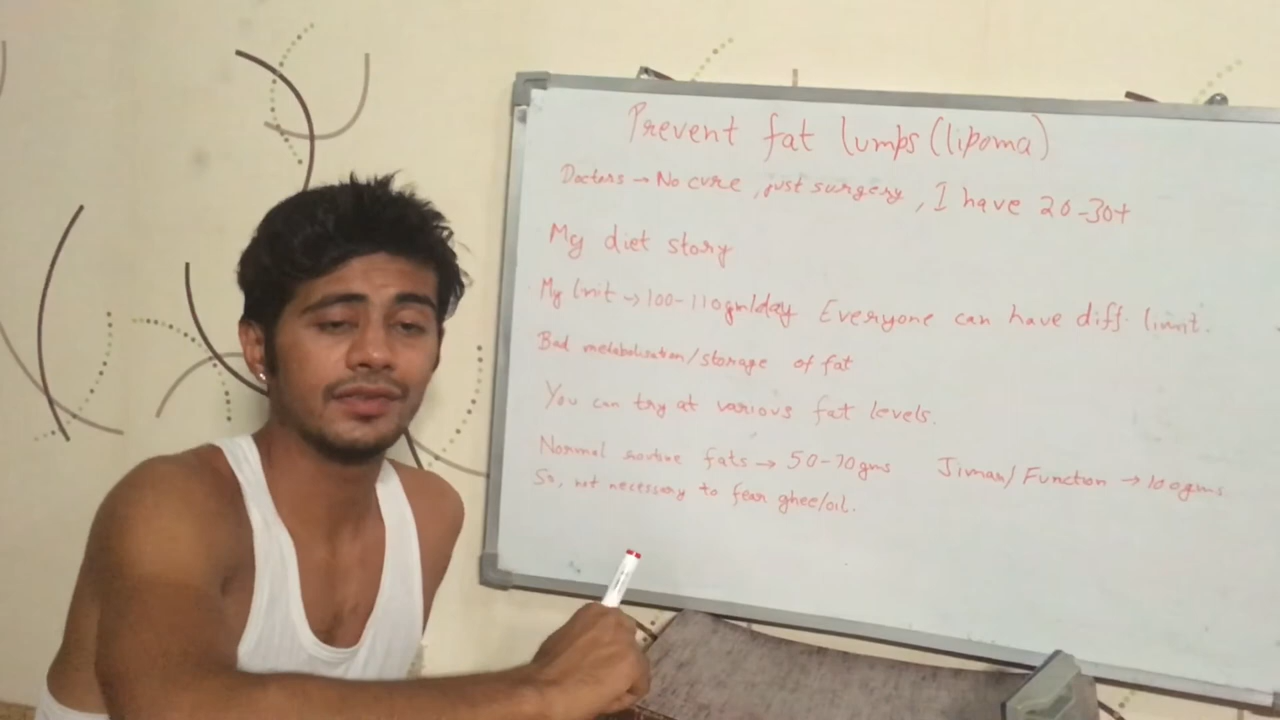 Prevent fat lumps (lipoma)
Doctors → No cure, just surgery, I have 20-30+
My diet story
My limit → 100-110gm/day Everyone can have diff. limit.
Bad metabolisation/storage of fat
You can try at various fat levels.
Normal routine fats → 50-70gms Jiman/Function → 100gms
So, not necessary to fear ghee/oil.